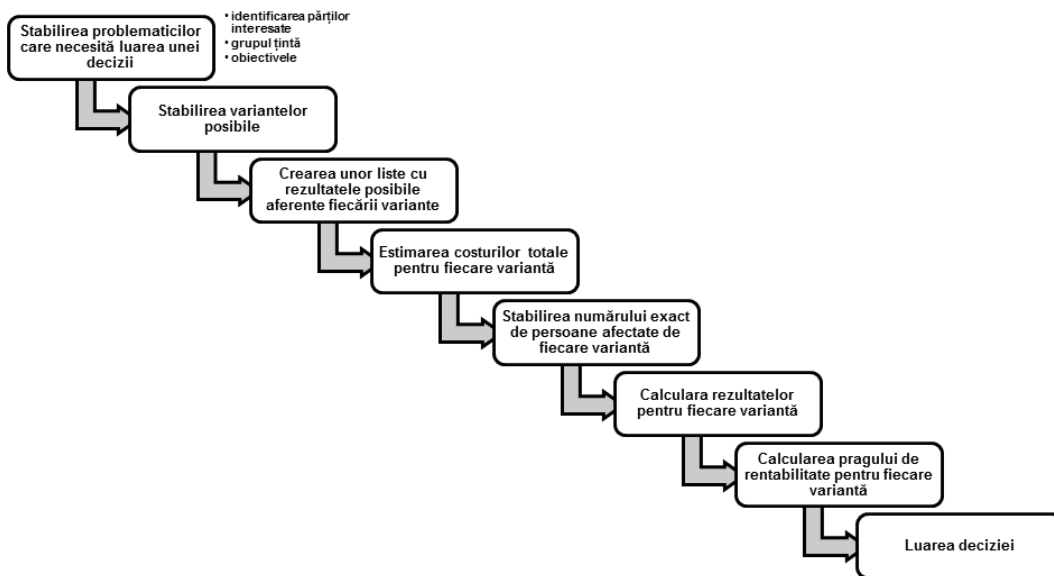 Stabilirea problematicilor
care necesită luarea unei
decizii
• identificarea părților
interesate
• grupul țintă
• obiectivele
Stabilirea variantelor
posibile
Crearea unor liste cu
rezultatele posibile
aferente fiecării variante
Estimarea costurilor totale
pentru fiecare variantă
Stabilirea numărului exact
de persoane afectate de
fiecare variantă
Calculara rezultatelor
pentru fiecare variantă
Calcularea pragului de
rentabilitate pentru fiecare
variantă
Luarea deciziei